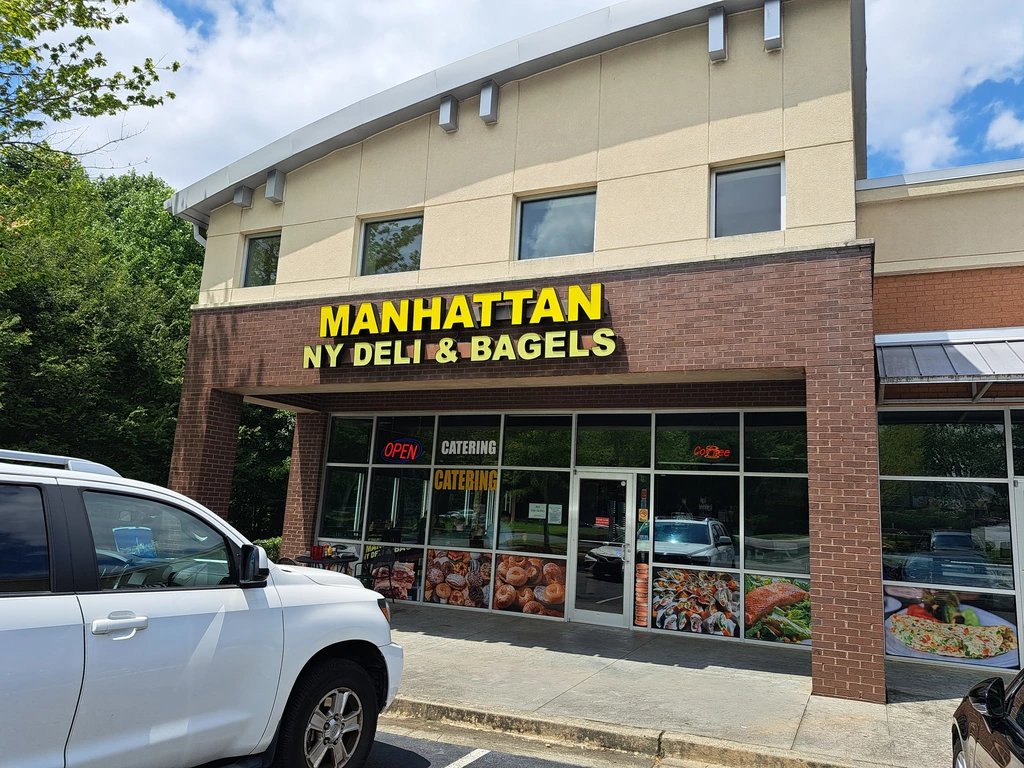 MANHATTAN
NY DELI & BAGELS
OPEN
CATERING
Coffee
CATERING